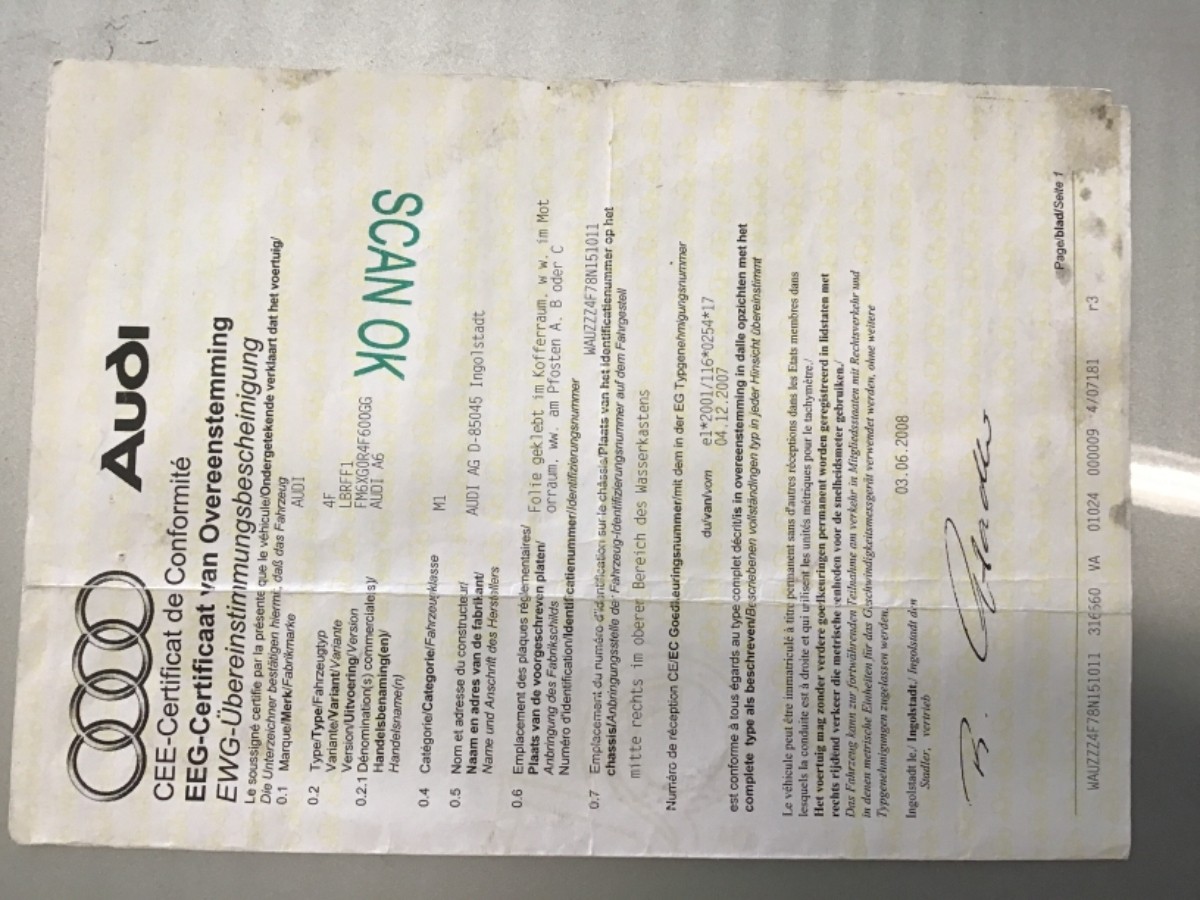 Audi
CEE-Certificat de Conformité
EEG-Certificaat van Overeenstemming
EWG-Übereinstimmungsbescheinigung
Le soussigné certifie par la présente que le véhicule/Ondergetekende verklaart dat het voertuig/
Die Unterzeichner bestätigen hiermit, daß das Fahrzeug
0.1 Marque/Merk/Fabrikmarke AUDI
0.2 Type/Type/Fahrzeugtyp 4F
Variante/Variant/Variante LBRFF1
Version/Uitvoering/Version FM6XGOR4F600GG
0.2.1 Dénomination(s) commerciale(s)/ AUDI A6
Handelsbenaming(en)/
Handelsname(n)
SCAN OK
0.4 Catégorie/Categorie/Fahrzeugklasse M1
0.5 Nom et adresse du constructeur/ AUDI AG D-85045 Ingolstadt
Naam en adres van de fabrikant/
Name und Anschrift des Herstellers
0.6 Emplacement des plaques réglementaires/ Folie geklebt im Kofferraum. w w. im Mot
Plaats van de voorgeschreven platen/ orraum. ww. am Pfosten A. B oder C
Anbringung des Fabrikschilds
Numéro d'identification/Identificatienummer/Identifizierungsnummer WAUZZZ4F78N151011
0.7 Emplacement du numéro d'identification sur le châssis/Plaats van het identificatienummer op het
chassis/Anbringungsstelle der Fahrzeug-Identifizierungsnummer auf dem Fahrgestell
mitte rechts im oberer Bereich des Wasserkastens
Numéro de réception CE/EC Goedkeuringsnummer/mit dem in der EG Typgenehmigungsnummer
e1*2001/116*0254*17
du/van/vom 04.12.2007
est conforme à tous égards au type complet décrit/is in overeenstemming in dalle opzichten met het
complete type als beschreven/Beschriebenen vollständingen typ in jeder Hinsicht übereinstimmt
Le véhicule peut être immatriculé à titre permanent sans d'autres réceptions dans les Etats membres dans
lesquels la conduite est à droite et qui utilisent les unités métriques pour le tachymètre./
Het voertuig mag zonder verdere goedkeuringen permanent worden geregistreerd in lidstaten met
rechts rijdend verkeer die metrische eenheden voor de snelheidsmeter gebruiken./
Das Fahrzeug kann zur fortwährenden Teilnahme am verkehr in Mitgliedsstaaten mit Rechtsverkehr und
in denen metrische Einheiten für das Geschwindigkeitsmessgerät verwendet werden, ohne weitere
Typgenehmigungen zugelassen werden.
Ingolstadt le./ Ingolstadt./ Ingolstadt den 03.06.2008
Stadler, vertrieb
Page/blad/Seite 1
WAUZZZ4F78N151011 316560 VA 01024 000009 4/07181 r3